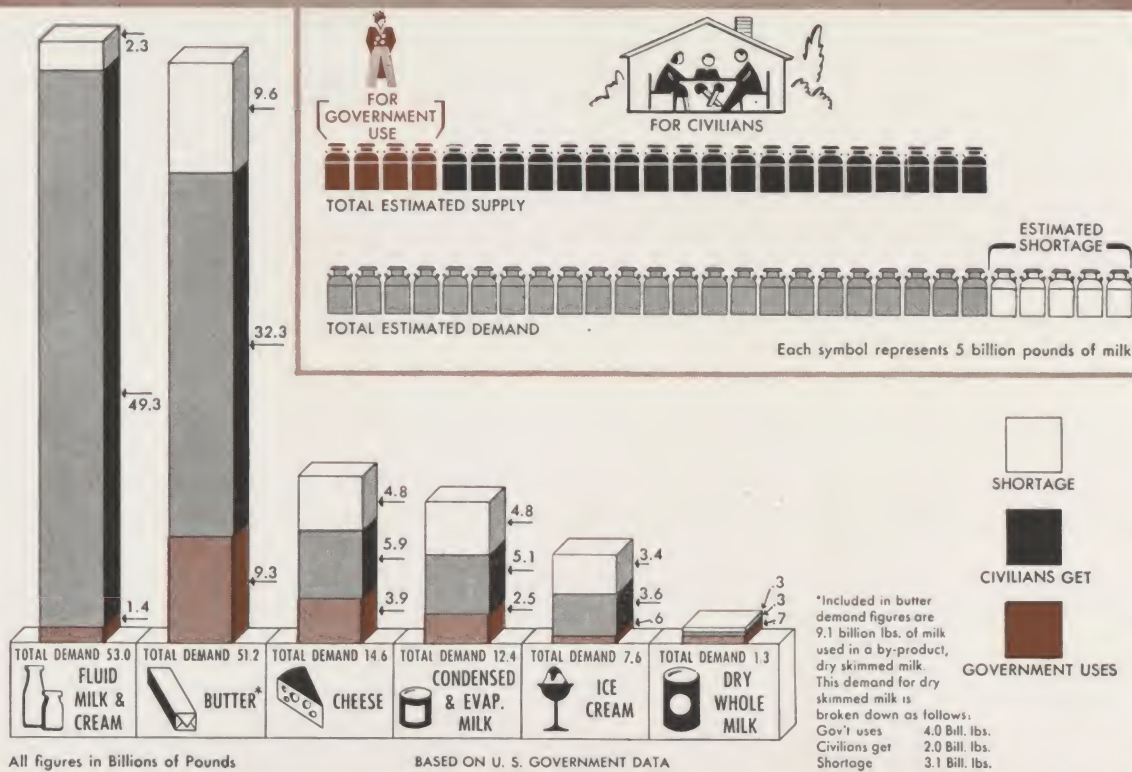 2.3
49.3
1.4
9.6
32.3
9.3
4.8
5.9
3.9
4.8
5.1
2.5
3.4
3.6
.6
.3
.3
.7
FOR
GOVERNMENT
USE
FOR CIVILIANS
TOTAL ESTIMATED SUPPLY
ESTIMATED
SHORTAGE
TOTAL ESTIMATED DEMAND
Each symbol represents 5 billion pounds of milk
SHORTAGE
CIVILIANS GET
GOVERNMENT USES
TOTAL DEMAND 53.0
FLUID
MILK &
CREAM
TOTAL DEMAND 51.2
BUTTER*
TOTAL DEMAND 14.6
CHEESE
TOTAL DEMAND 12.4
CONDENSED
& EVAP.
MILK
TOTAL DEMAND 7.6
ICE
CREAM
TOTAL DEMAND 1.3
DRY
WHOLE
MILK
*Included in butter
demand figures are
9.1 billion lbs. of milk
used in a by-product,
dry skimmed milk.
This demand for dry
skimmed milk is
broken down as follows:
Gov't uses 4.0 Bill. lbs.
Civilians get 2.0 Bill. lbs.
Shortage 3.1 Bill. lbs.
All figures in Billions of Pounds
BASED ON U. S. GOVERNMENT DATA